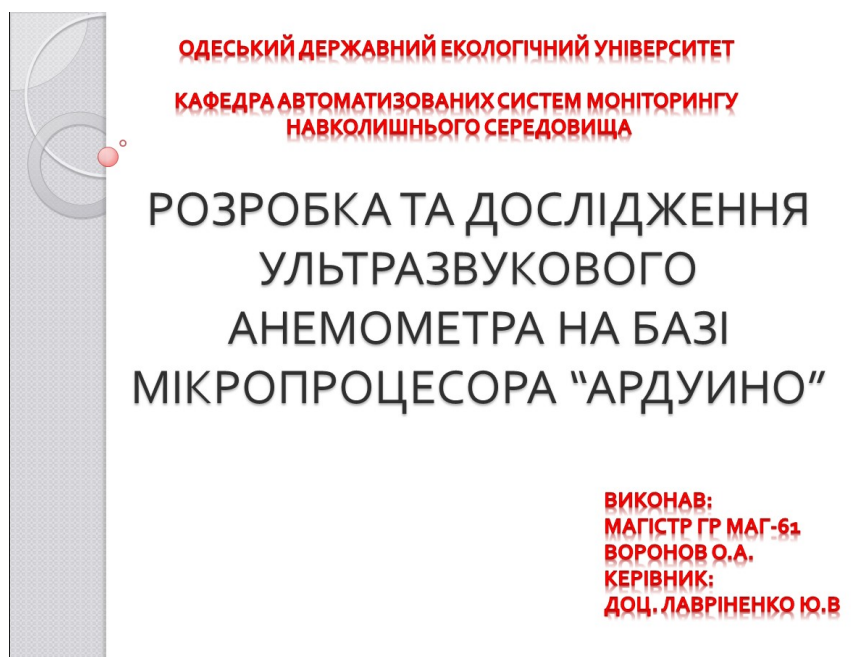 ОДЕСЬКИЙ ДЕРЖАВНИЙ ЕКОЛОГІЧНИЙ УНІВЕРСИТЕТ
КАФЕДРА АВТОМАТИЗОВАНИХ СИСТЕМ МОНІТОРИНГУ
НАВКОЛИШНЬОГО СЕРЕДОВИЩА
РОЗРОБКА ТА ДОСЛІДЖЕННЯ
УЛЬТРАЗВУКОВОГО
АНЕМОМЕТРА НА БАЗІ
МІКРОПРОЦЕСОРА “АРДУИНО”
ВИКОНАВ:
МАГІСТР ГР МАГ-61
ВОРОНОВ О.А.
КЕРІВНИК:
ДОЦ. ЛАВРІНЕНКО Ю.В